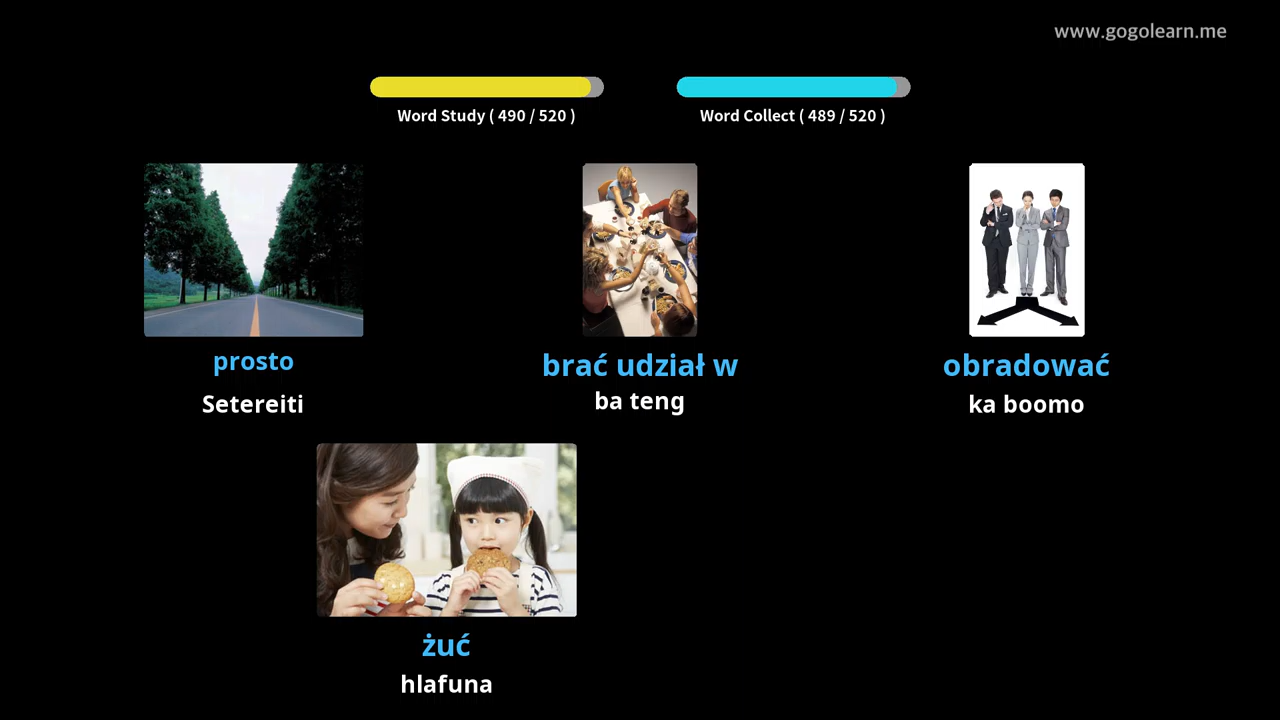 www.gogolearn.me
Word Study ( 490 / 520 )
Word Collect ( 489 / 520 )
prosto
Setereiti
brać udział w
ba teng
obradować
ka boomo
żuć
hlafuna